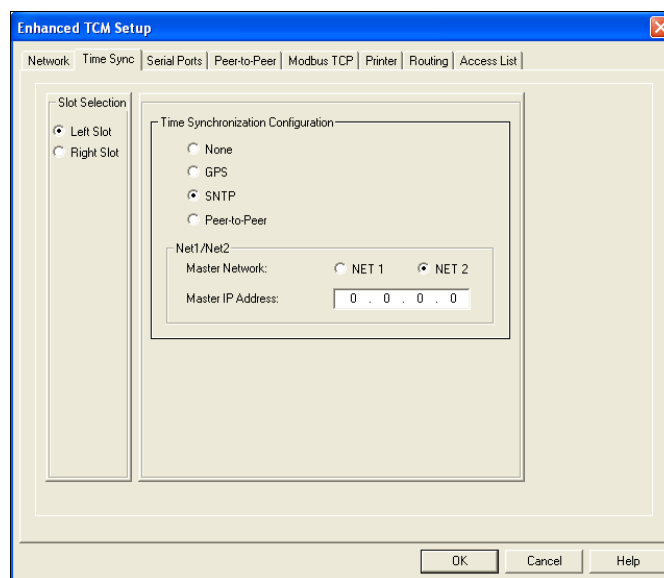 Enhanced TCM Setup
Network Time Sync Serial Ports Peer-to-Peer Modbus TCP Printer Routing Access List
Slot Selection
Left Slot
Right Slot
Time Synchronization Configuration
None
GPS
SNTP
Peer-to-Peer
Net1/Net2
Master Network: NET 1 NET 2
Master IP Address: 0 . 0 . 0 . 0
OK Cancel Help